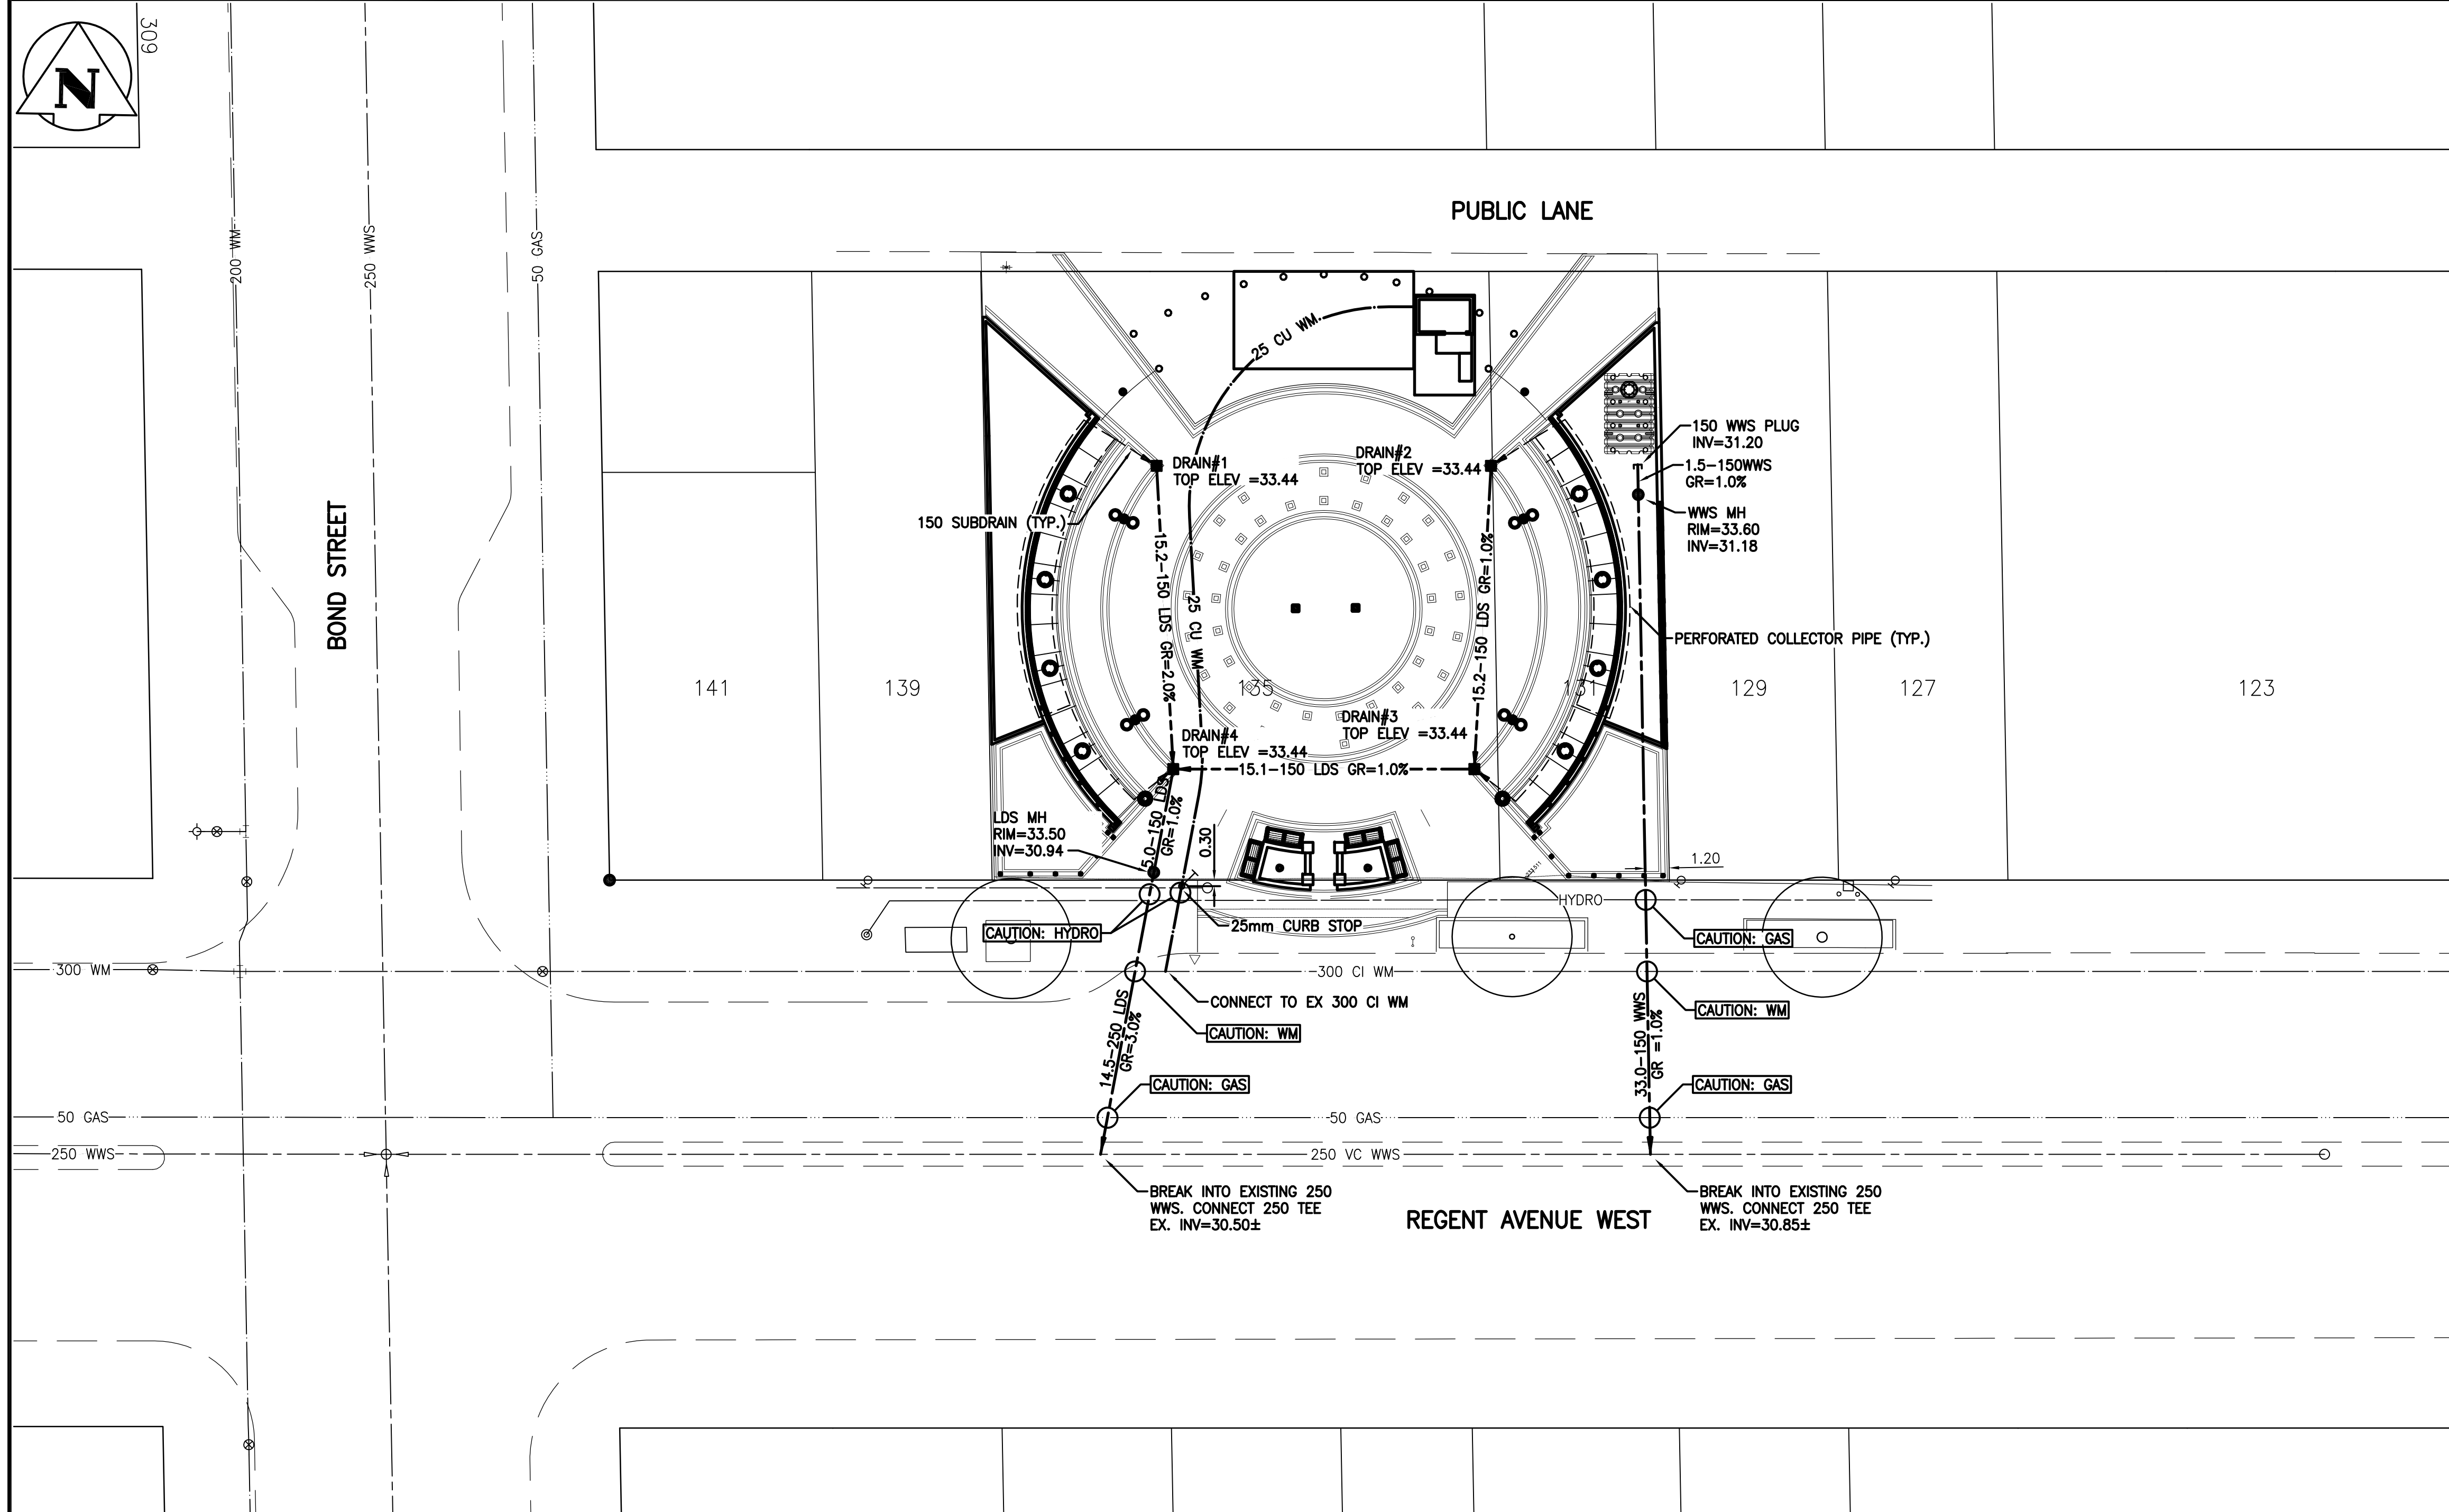 309
N
PUBLIC LANE
200 WM
250 WWS
50 GAS
25 CU WM
150 WWS PLUG
INV=31.20
DRAIN#1
TOP ELEV =33.44
DRAIN#2
TOP ELEV =33.44
1.5-150WWS
GR=1.0%
150 SUBDRAIN (TYP.)
WWS MH
RIM=33.60
INV=31.18
BOND STREET
15.2-150 LDS GR=2.0%
25 CU WM
15.2-150 LDS GR=1.0%
PERFORATED COLLECTOR PIPE (TYP.)
141
139
135
131
129
127
123
DRAIN#3
TOP ELEV =33.44
DRAIN#4
TOP ELEV =33.44
15.1-150 LDS GR=1.0%
LDS MH
RIM=33.50
INV=30.94
5.0-150 LDS
GR=1.0%
0.30
1.20
HYDRO
CAUTION: HYDRO
25mm CURB STOP
CAUTION: GAS
300 WM
300 CI WM
CONNECT TO EX 300 CI WM
CAUTION: WM
CAUTION: WM
14.5-250 LDS
GR=3.0%
33.0-150 WWS
GR =1.0%
CAUTION: GAS
CAUTION: GAS
50 GAS
50 GAS
250 WWS
250 VC WWS
BREAK INTO EXISTING 250
WWS. CONNECT 250 TEE
EX. INV=30.50±
REGENT AVENUE WEST
BREAK INTO EXISTING 250
WWS. CONNECT 250 TEE
EX. INV=30.85±